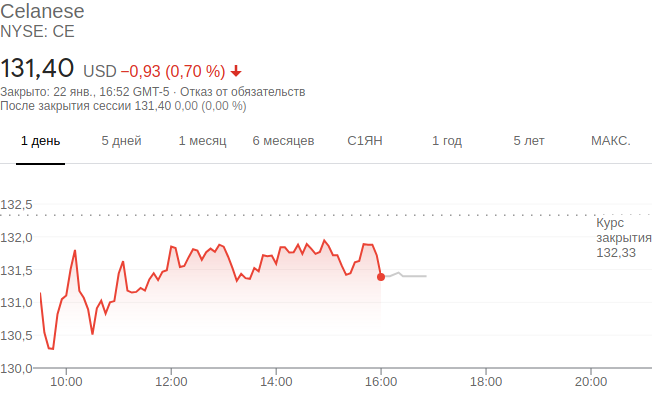 Celanese
NYSE: CE
131,40 USD −0,93 (0,70 %)
Закрыто: 22 янв., 16:52 GMT-5 · Отказ от обязательств
После закрытия сессии 131,40 0,00 (0,00 %)
1 день 5 дней 1 месяц 6 месяцев С1ЯН 1 год 5 лет МАКС.
132,5
132,0
131,5
131,0
130,5
130,0
Курс
закрытия
132,33
10:00 12:00 14:00 16:00 18:00 20:00